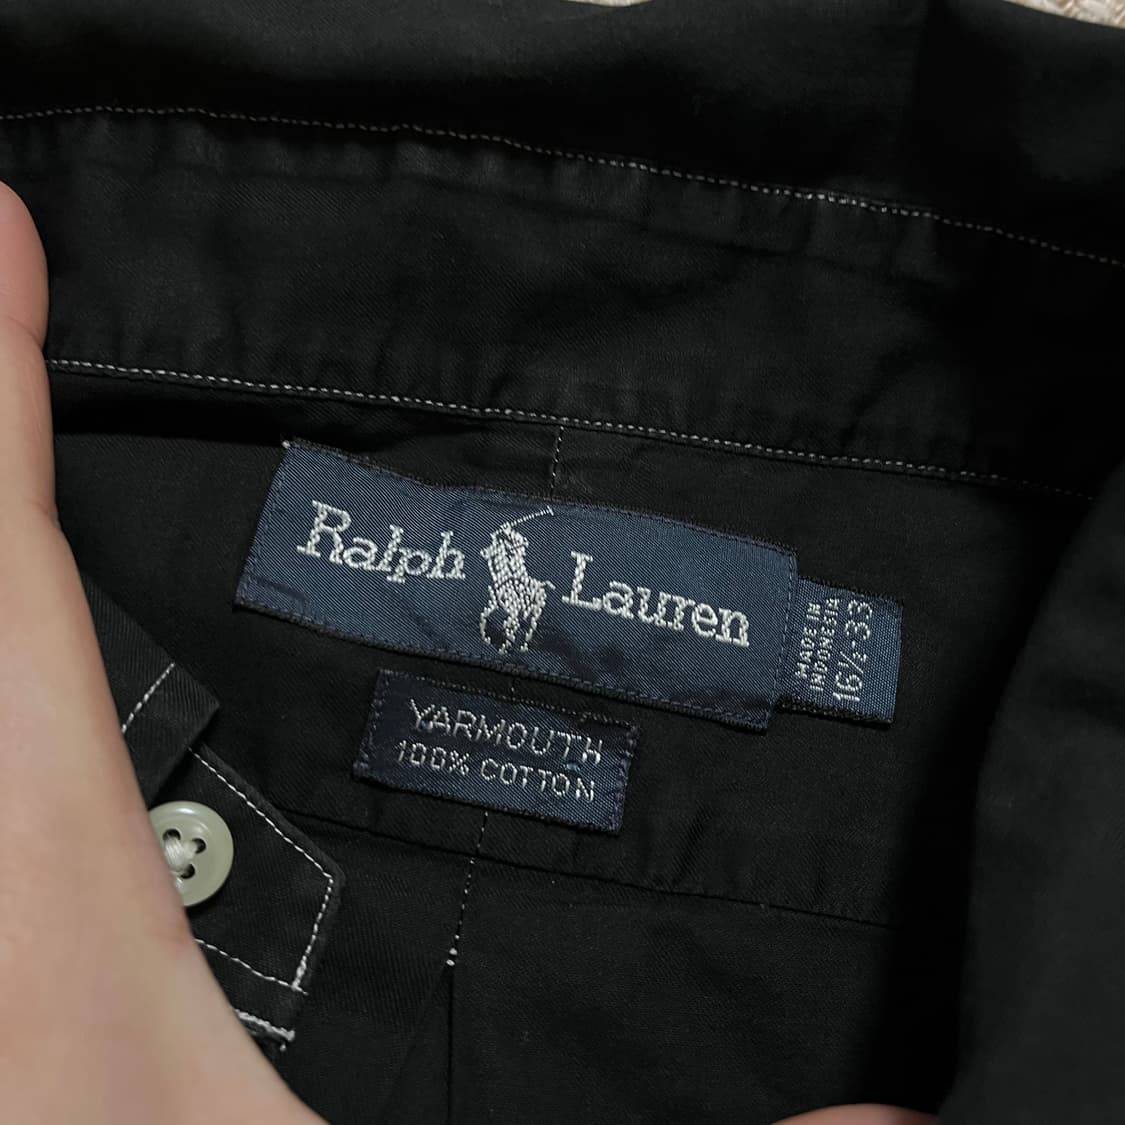 Ralph Lauren
MADE IN
INDONESIA
16½-33
YARMOUTH
100% COTTON